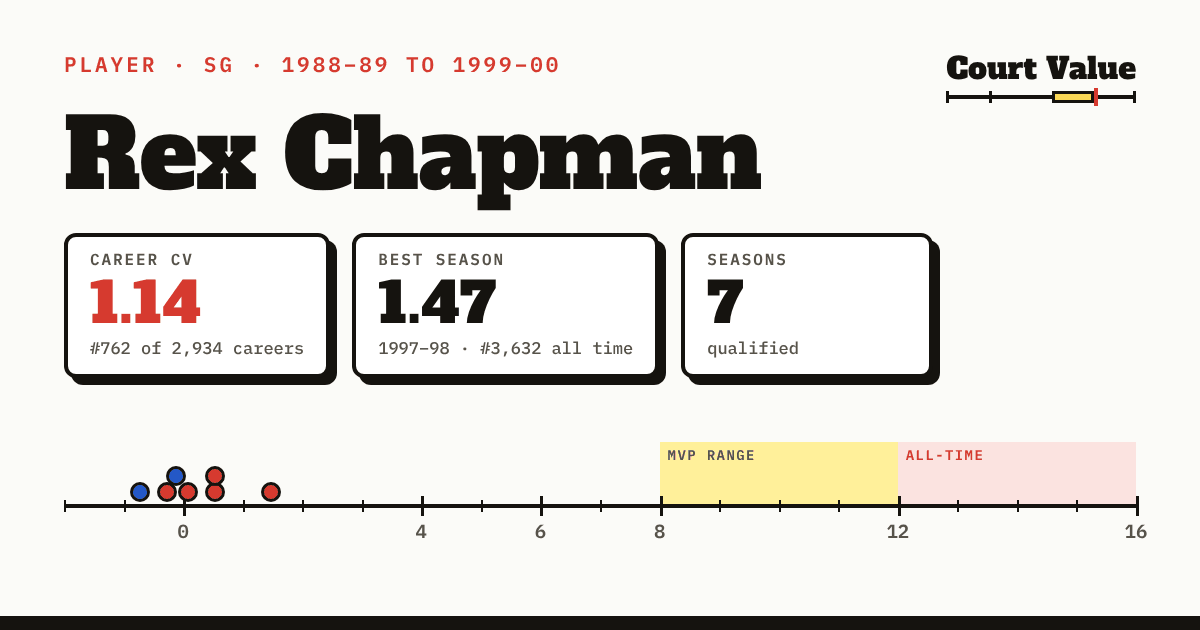 PLAYER · SG · 1988–89 TO 1999–00
Court Value
Rex Chapman
CAREER CV
1.14
#762 of 2,934 careers
BEST SEASON
1.47
1997–98 · #3,632 all time
SEASONS
7
qualified
MVP RANGE
ALL-TIME
0 4 6 8 12 16